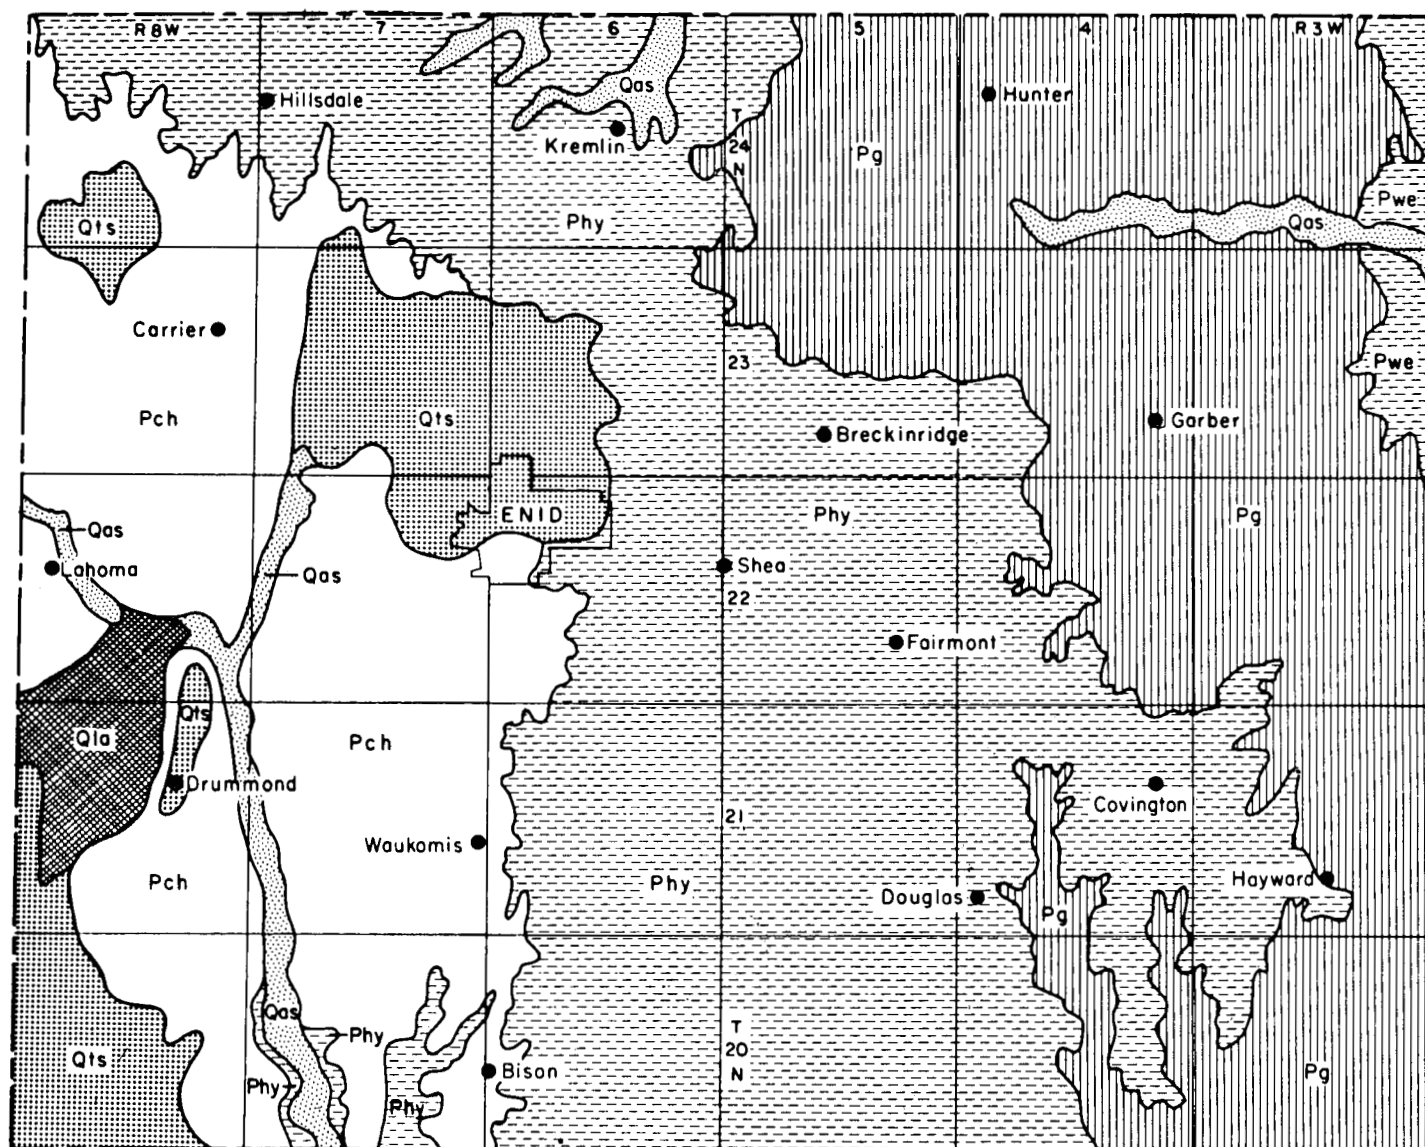 R 8 W 7 6 5 4 R 3 W
Qas
Hillsdale
Hunter
T
24
N
Kremlin
Pg
Pwe
Qts
Phy
Qas
Carrier
23
Pwe
Pch
Qts
Garber
Breckinridge
ENID
Phy
Pg
Qas
Lahoma
Qas
Shea
22
Fairmont
Qts
Qla
Pch
Drummond
Covington
21
Waukomis
Pch
Phy
Hayward
Douglas
Pg
Qas
Phy
T
20
N
Qts
Bison
Pg
Phy
Phy